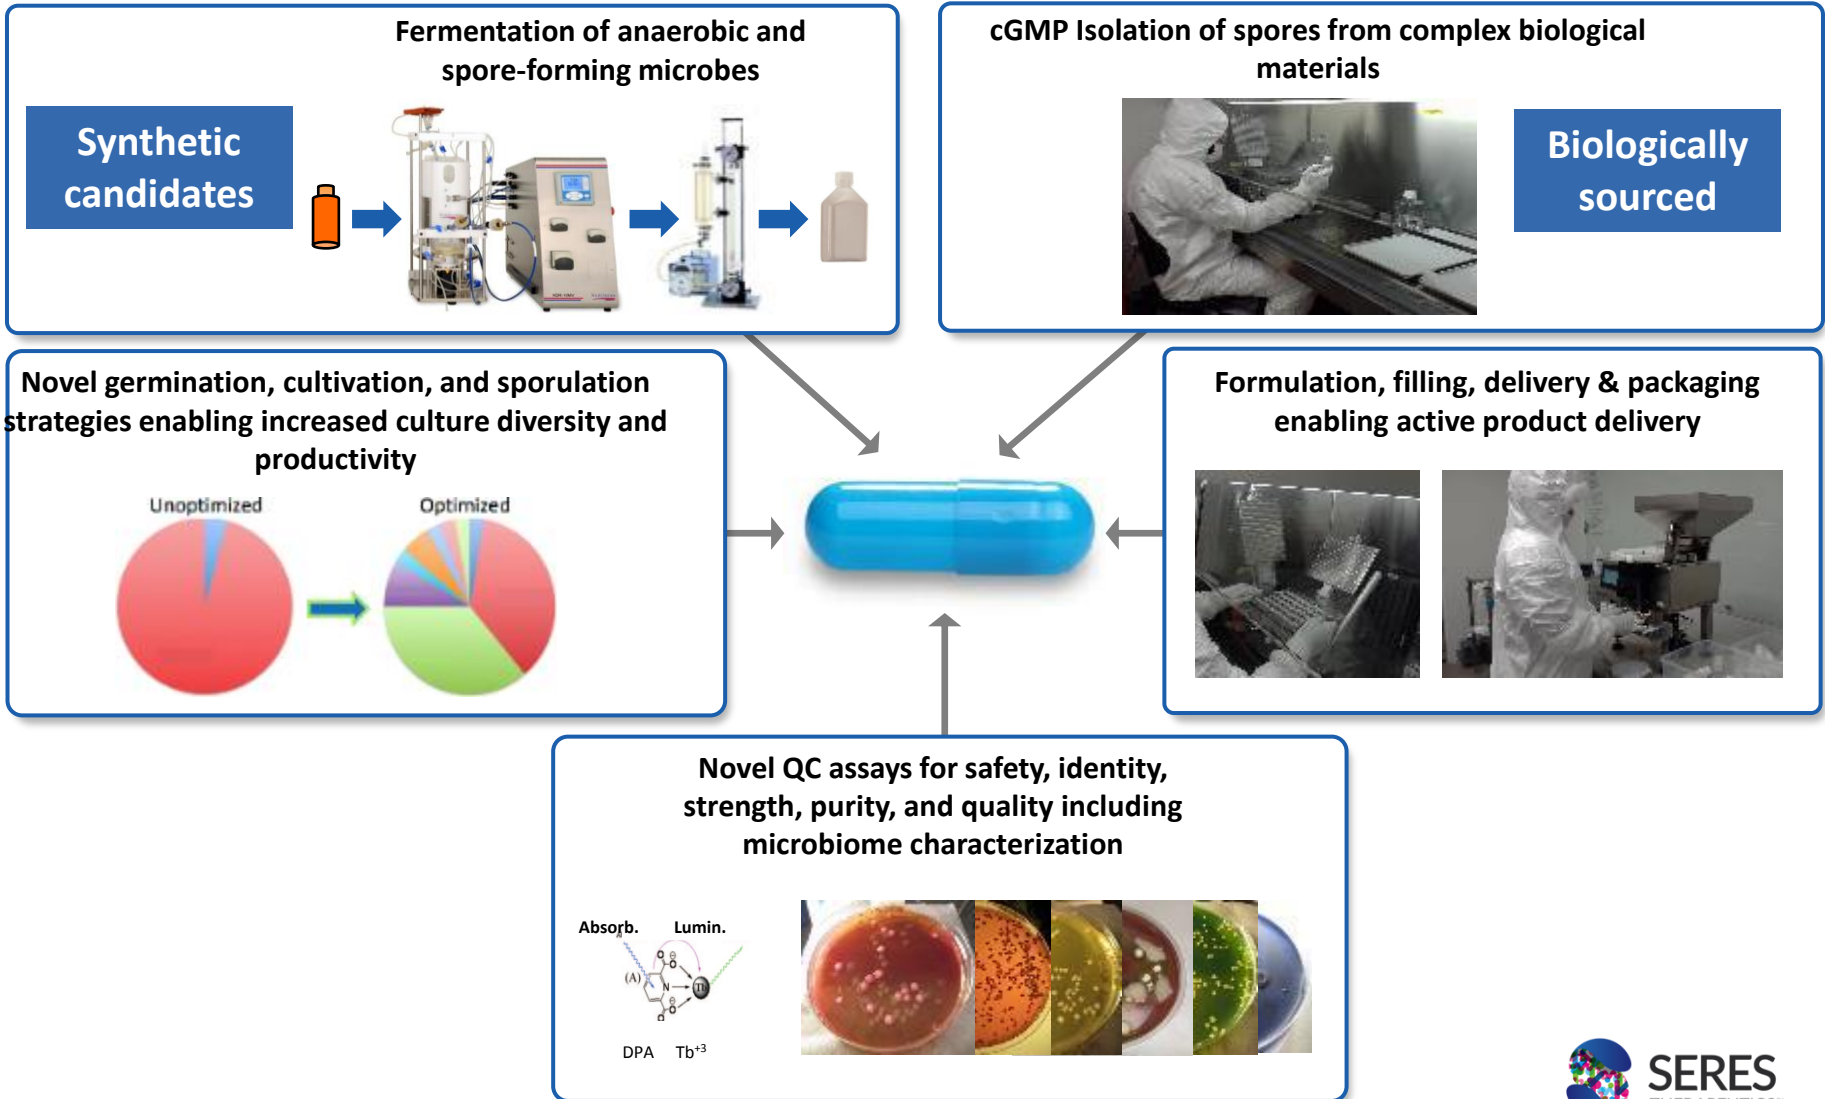 Fermentation of anaerobic and
spore-forming microbes
Synthetic
candidates
cGMP Isolation of spores from complex biological
materials
Biologically
sourced
Novel germination, cultivation, and sporulation
strategies enabling increased culture diversity and
productivity
Unoptimized
Optimized
Formulation, filling, delivery & packaging
enabling active product delivery
Novel QC assays for safety, identity,
strength, purity, and quality including
microbiome characterization
Absorb. Lumin.
(A)
N
Tb
DPA Tb+3
SERES